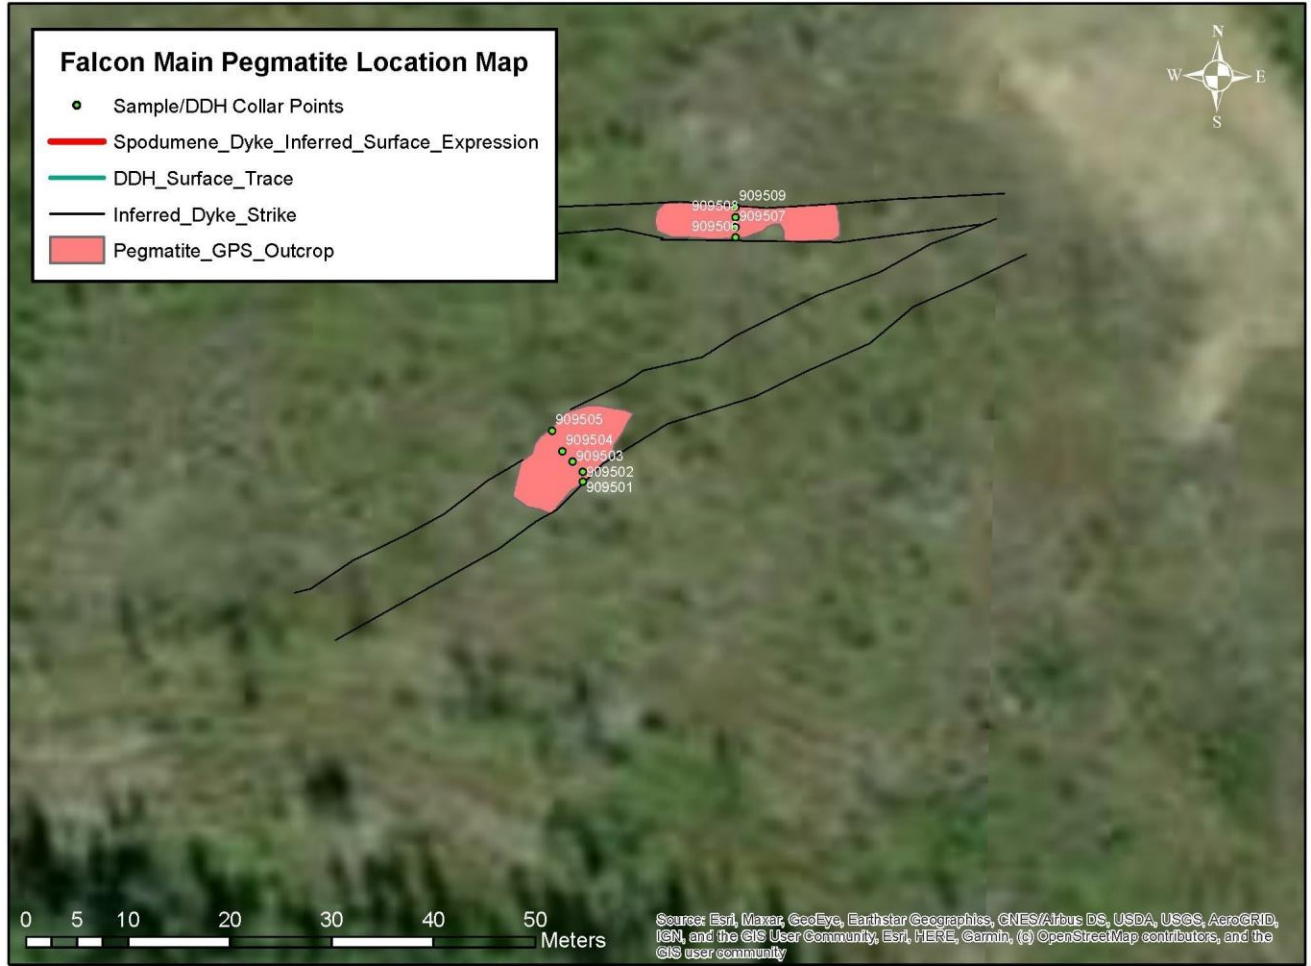 Falcon Main Pegmatite Location Map
Sample/DDH Collar Points
Spodumene_Dyke_Inferred_Surface_Expression
DDH_Surface_Trace
Inferred_Dyke_Strike
Pegmatite_GPS_Outcrop
N
W E
S
909509
909508
909507
909506
909505
909504
909503
909502
909501
0 5 10 20 30 40 50
Meters
Source: Esri, Maxar, GeoEye, Earthstar Geographics, CNES/Airbus DS, USDA, USGS, AeroGRID,
IGN, and the GIS User Community, Esri, HERE, Garmin, (c) OpenStreetMap contributors, and the
GIS user community